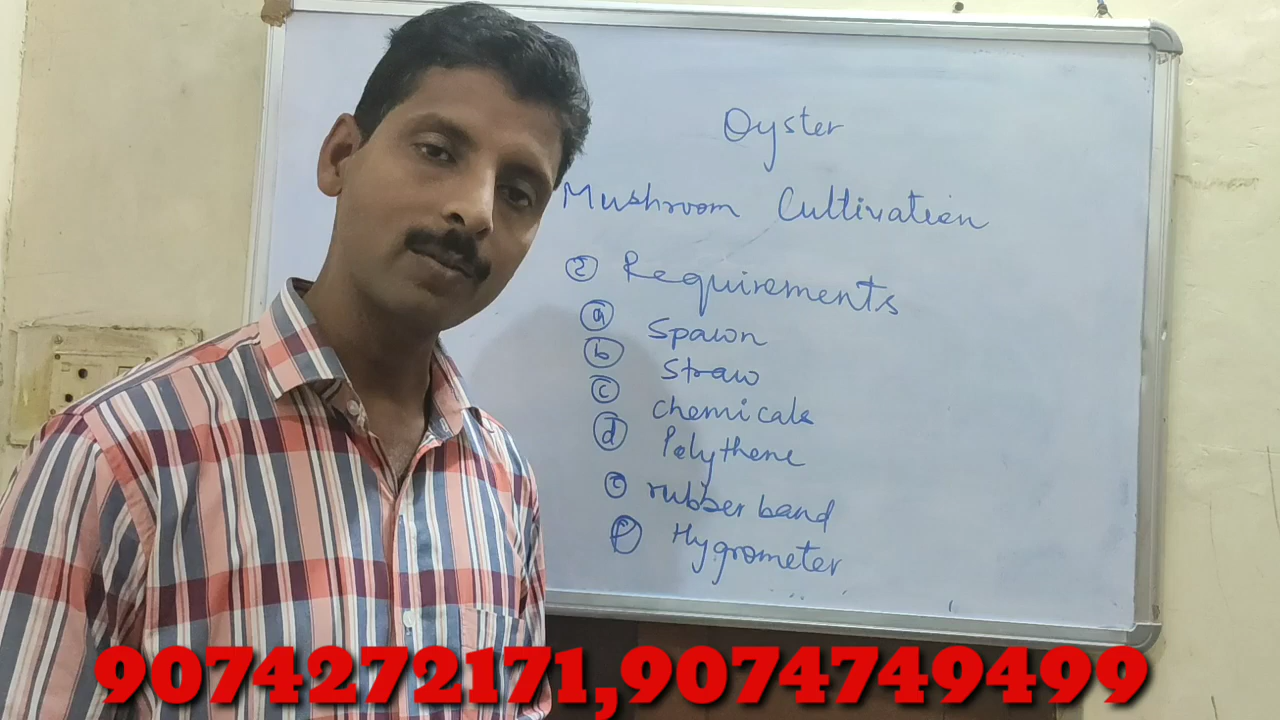 Oyster
Mushroom Cultivation
② Requirements
ⓐ Spawn
ⓑ Straw
ⓒ chemicals
ⓓ Polythene
ⓔ rubber band
ⓕ Hygrometer
9074272171,9074749499